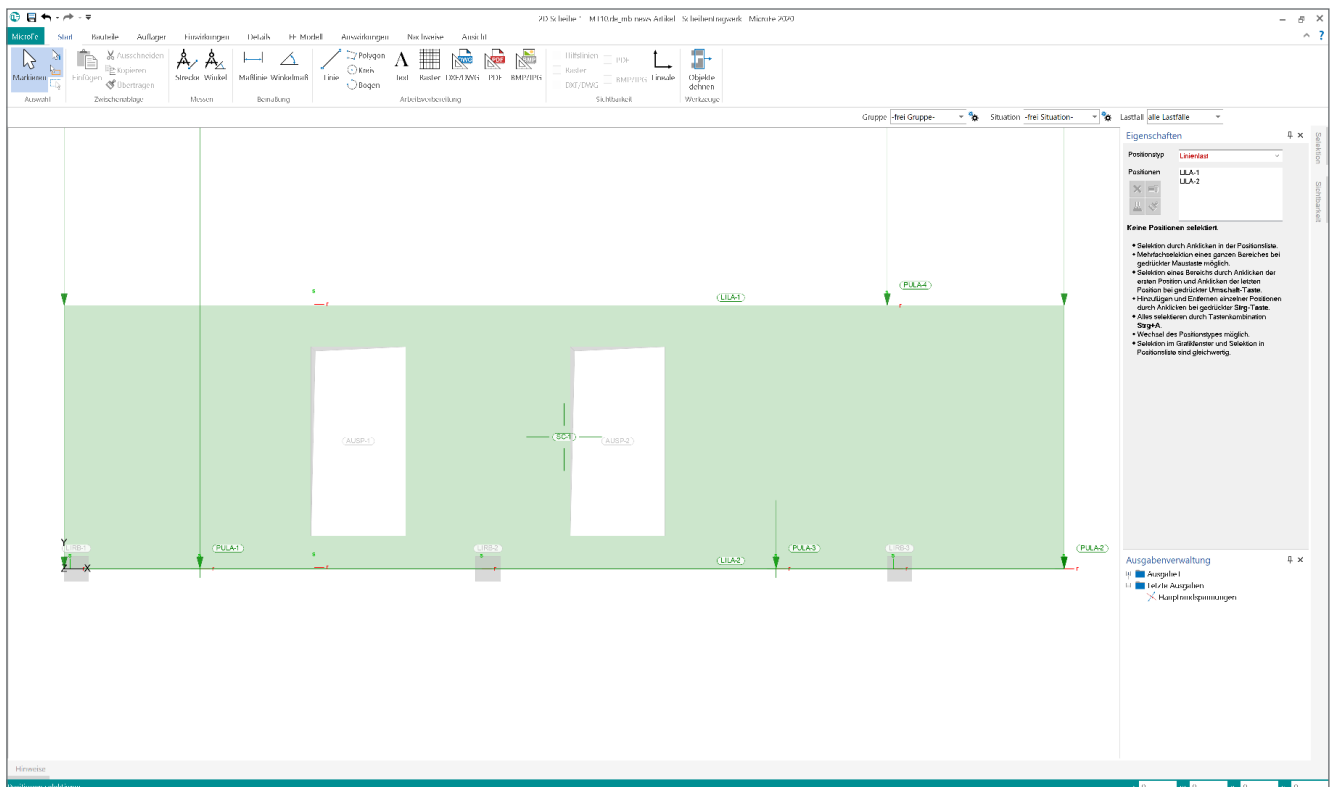 2D Scheibe
Scheibentragwerk
MicroFe 2020
MicroFe Start Bauteile Auflager Einwirkungen Details FE-Modell Auswirkungen Nachweise Ansicht
Markieren
Einfügen
Ausschneiden
Kopieren
Übertragen
Strecke Winkel
Maßlinie Winkelmaß
Linie
Polygon
Kreis
Bogen
Text Raster DXF/DWG PDF BMP/JPG
Hilfslinien
Raster
DXF/DWG
PDF
BMP/JPG
Lineale
Objekte
dehnen
Auswahl Zwischenablage Messen Bemaßung Arbeitsvorbereitung Sichtbarkeit Werkzeuge
Gruppe -frei Gruppe- Situation -frei Situation- Lastfall alle Lastfälle
Eigenschaften
Positionstyp Linienlast
Positionen
LILA-1
LILA-2
Keine Positionen selektiert.
• Selektion durch Anklicken in der Positionsliste.
• Mehrfachselektion eines ganzen Bereiches bei
gedrückter Maustaste möglich.
• Selektion eines Bereichs durch Anklicken der
ersten Position und Anklicken der letzten
Position bei gedrückter Umschalt-Taste.
• Hinzufügen und Entfernen einzelner Positionen
durch Anklicken bei gedrückter Strg-Taste.
• Alles selektieren durch Tastenkombination
Strg+A.
• Wechsel des Positionstypes möglich.
• Selektion im Grafikfenster und Selektion in
Positionsliste sind gleichwertig.
Selektion
Sichtbarkeit
PULA-4
LILA-1
AUSP-1
SC-1
AUSP-2
Y
LIRB-1
PULA-1
LIRB-2
LILA-2
PULA-3
LIRB-3
PULA-2
Z X
Ausgabenverwaltung
Ausgabe1
Letzte Ausgaben
Hauptrandspannungen
Hinweise